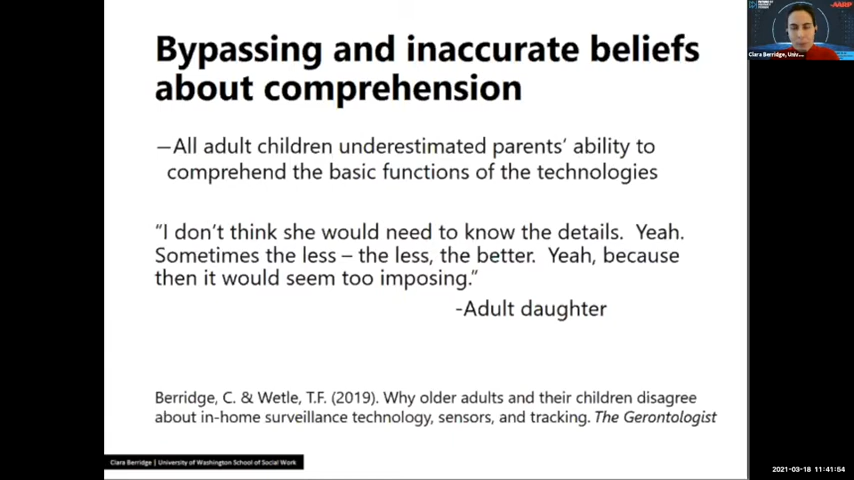 Bypassing and inaccurate beliefs
about comprehension
–All adult children underestimated parents’ ability to
comprehend the basic functions of the technologies
“I don’t think she would need to know the details. Yeah.
Sometimes the less – the less, the better. Yeah, because
then it would seem too imposing.”
-Adult daughter
Berridge, C. & Wetle, T.F. (2019). Why older adults and their children disagree
about in-home surveillance technology, sensors, and tracking. The Gerontologist
Clara Berridge | University of Washington School of Social Work
AARP
Clara Berridge, Univ...
2021-03-18 11:41:54